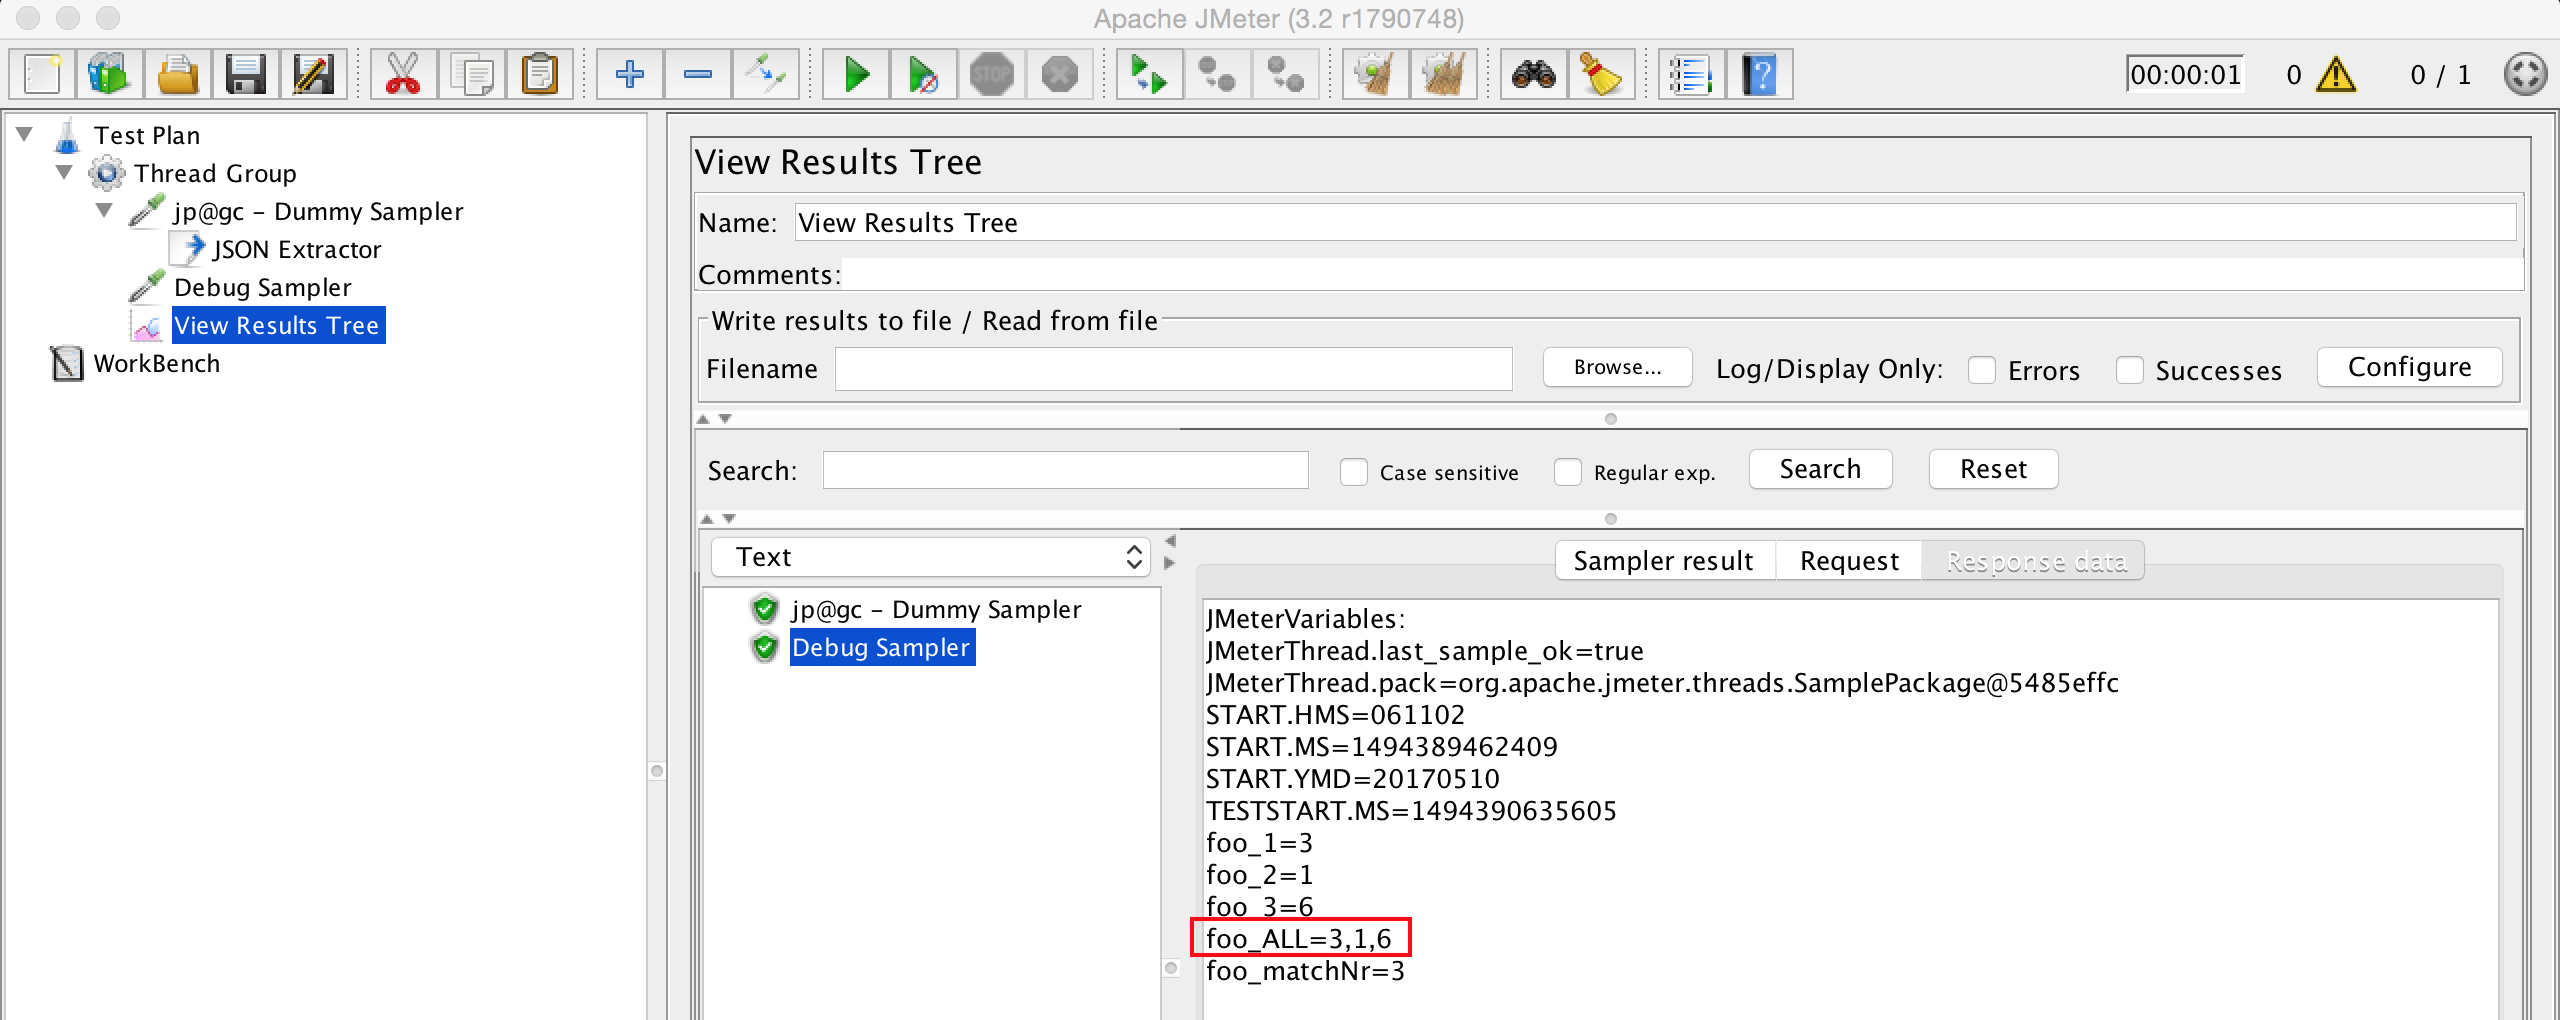 Apache JMeter (3.2 r1790748)
STOP
00:00:01 0 0 / 1
Test Plan
Thread Group
jp@gc - Dummy Sampler
JSON Extractor
Debug Sampler
View Results Tree
WorkBench
View Results Tree
Name: View Results Tree
Comments:
Write results to file / Read from file
Filename Browse... Log/Display Only: Errors Successes Configure
Search: Case sensitive Regular exp. Search Reset
Text
jp@gc - Dummy Sampler
Debug Sampler
Sampler result Request Response data
JMeterVariables:
JMeterThread.last_sample_ok=true
JMeterThread.pack=org.apache.jmeter.threads.SamplePackage@5485effc
START.HMS=061102
START.MS=1494389462409
START.YMD=20170510
TESTSTART.MS=1494390635605
foo_1=3
foo_2=1
foo_3=6
foo_ALL=3,1,6
foo_matchNr=3